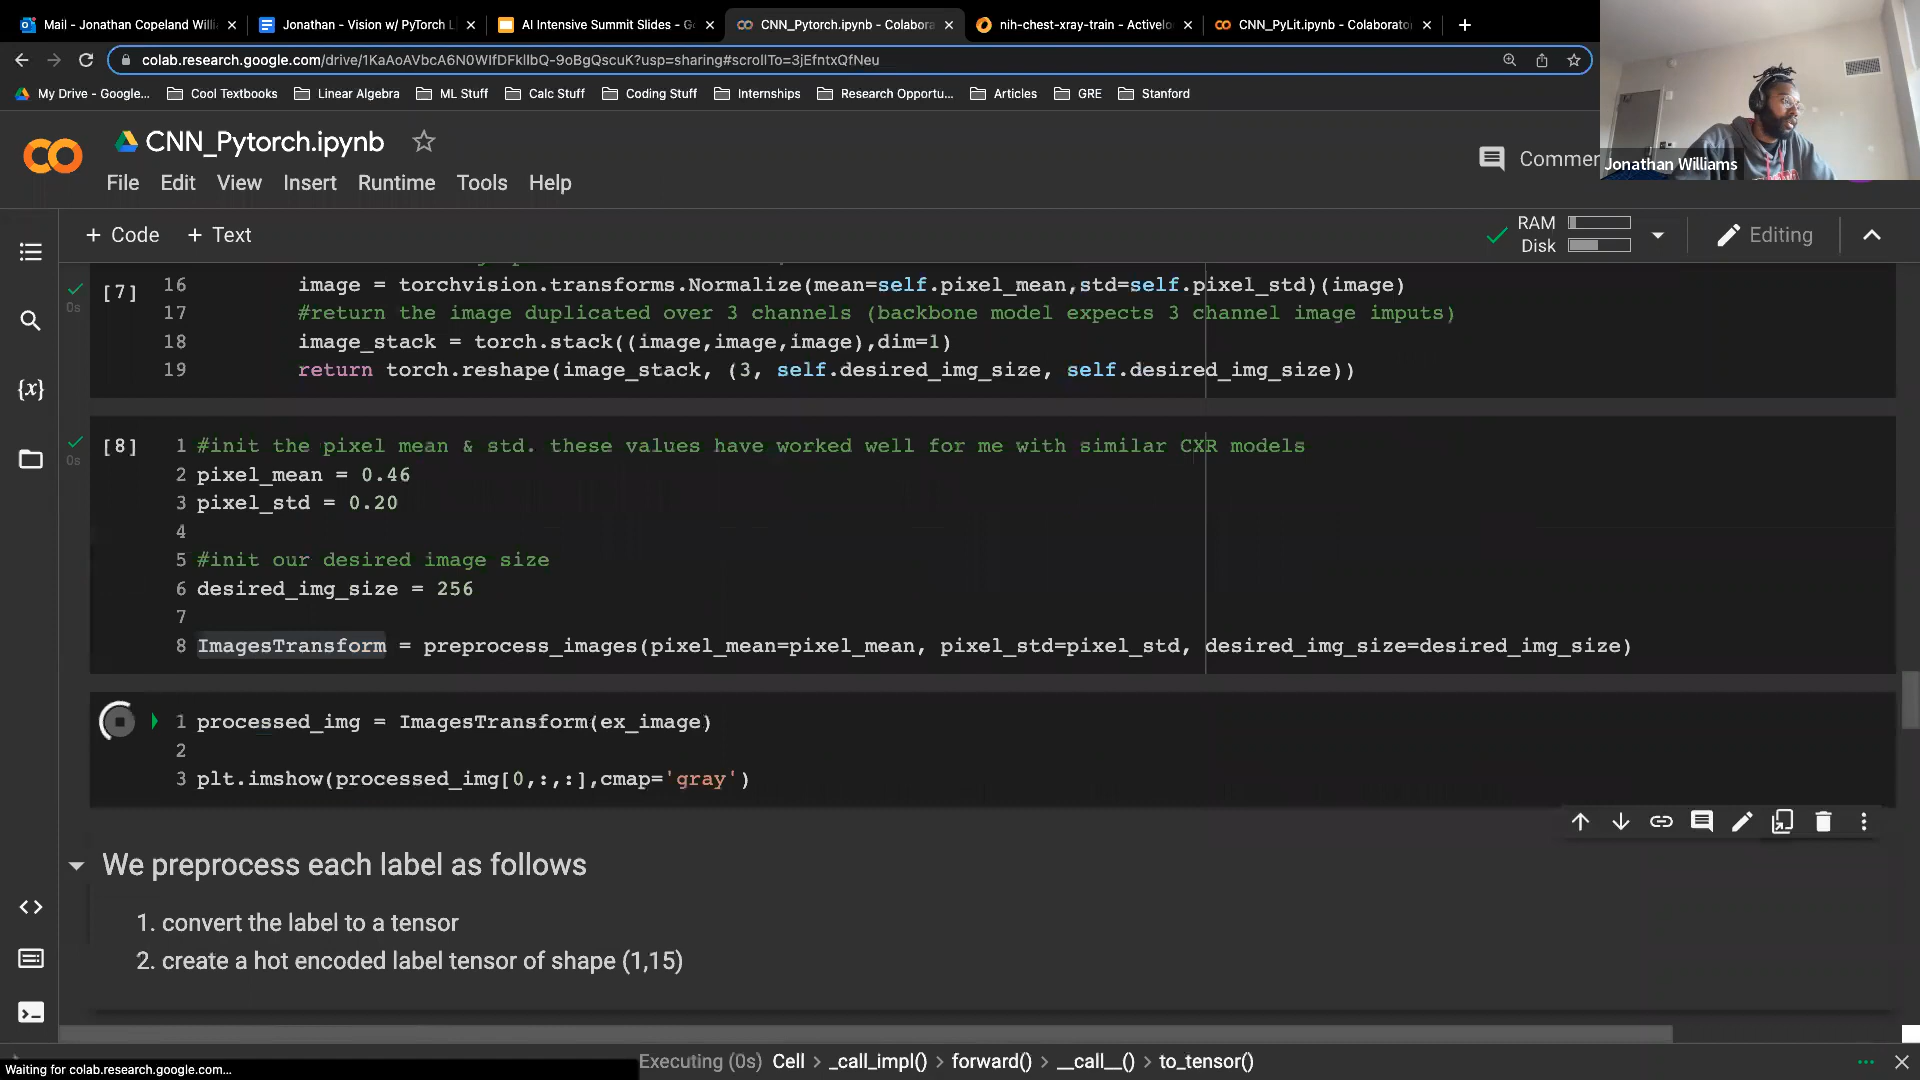 Mail - Jonathan Copeland Willi
Jonathan - Vision w/ PyTorch L
AI Intensive Summit Slides - G
CNN_Pytorch.ipynb - Colabora
nih-chest-xray-train - Activelo
CNN_PyLit.ipynb - Colaborato
colab.research.google.com/drive/1KaAoAVbcA6N0WIfDFklIbQ-9oBgQscuK?usp=sharing#scrollTo=3jEfntxQfNeu
My Drive - Google...
Cool Textbooks
Linear Algebra
ML Stuff
Calc Stuff
Coding Stuff
Internships
Research Opportu...
Articles
GRE
Stanford
CO
CNN_Pytorch.ipynb
Commen
Jonathan Williams
File Edit View Insert Runtime Tools Help
+ Code + Text
RAM
Disk
Editing
[7]
0s
16 image = torchvision.transforms.Normalize(mean=self.pixel_mean,std=self.pixel_std)(image)
17 #return the image duplicated over 3 channels (backbone model expects 3 channel image imputs)
18 image_stack = torch.stack((image,image,image),dim=1)
19 return torch.reshape(image_stack, (3, self.desired_img_size, self.desired_img_size))
[8]
0s
1 #init the pixel mean & std. these values have worked well for me with similar CXR models
2 pixel_mean = 0.46
3 pixel_std = 0.20
4
5 #init our desired image size
6 desired_img_size = 256
7
8 ImagesTransform = preprocess_images(pixel_mean=pixel_mean, pixel_std=pixel_std, desired_img_size=desired_img_size)
1 processed_img = ImagesTransform(ex_image)
2
3 plt.imshow(processed_img[0,:,:],cmap='gray')
We preprocess each label as follows
1. convert the label to a tensor
2. create a hot encoded label tensor of shape (1,15)
{x}
Executing (0s) Cell > _call_impl() > forward() > __call__() > to_tensor()
Waiting for colab.research.google.com...